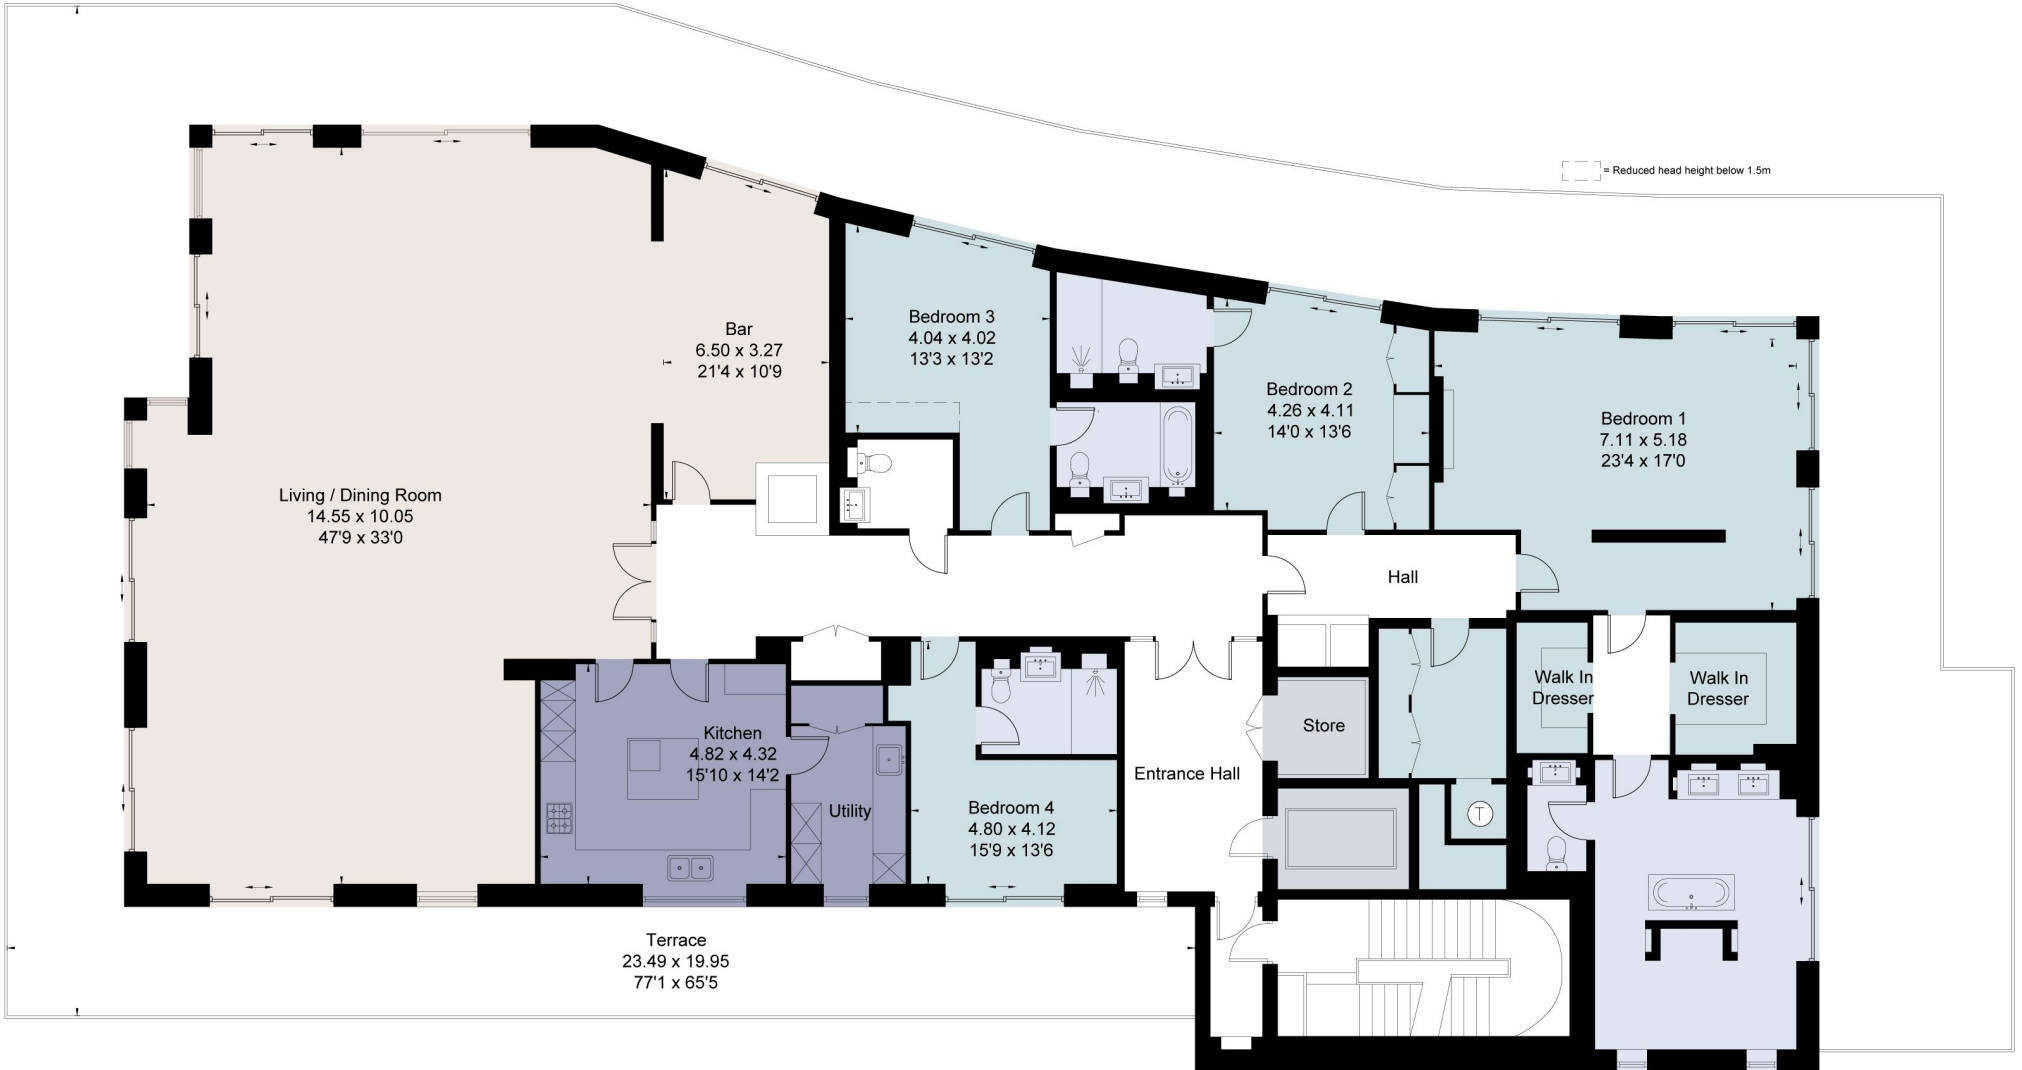 = Reduced head height below 1.5m
Bar
6.50 x 3.27
21'4 x 10'9
Bedroom 3
4.04 x 4.02
13'3 x 13'2
Bedroom 2
4.26 x 4.11
14'0 x 13'6
Bedroom 1
7.11 x 5.18
23'4 x 17'0
Living / Dining Room
14.55 x 10.05
47'9 x 33'0
Hall
Walk In
Dresser
Walk In
Dresser
Store
Kitchen
4.82 x 4.32
15'10 x 14'2
Utility
Bedroom 4
4.80 x 4.12
15'9 x 13'6
Entrance Hall
T
Terrace
23.49 x 19.95
77'1 x 65'5